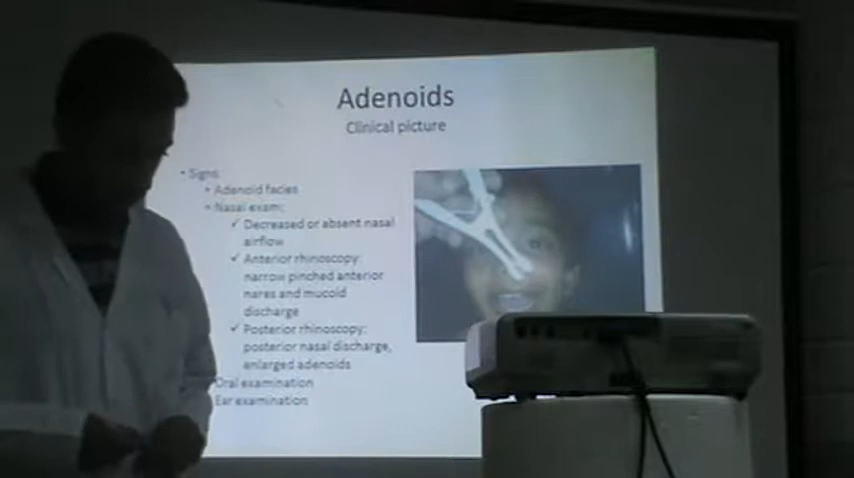 Adenoids
Clinical picture
• Signs:
• Adenoid facies
• Nasal exam:
✓ Decreased or absent nasal
airflow
✓ Anterior rhinoscopy:
narrow pinched anterior
nares and mucoid
discharge
✓ Posterior rhinoscopy:
posterior nasal discharge,
enlarged adenoids
Oral examination
Ear examination